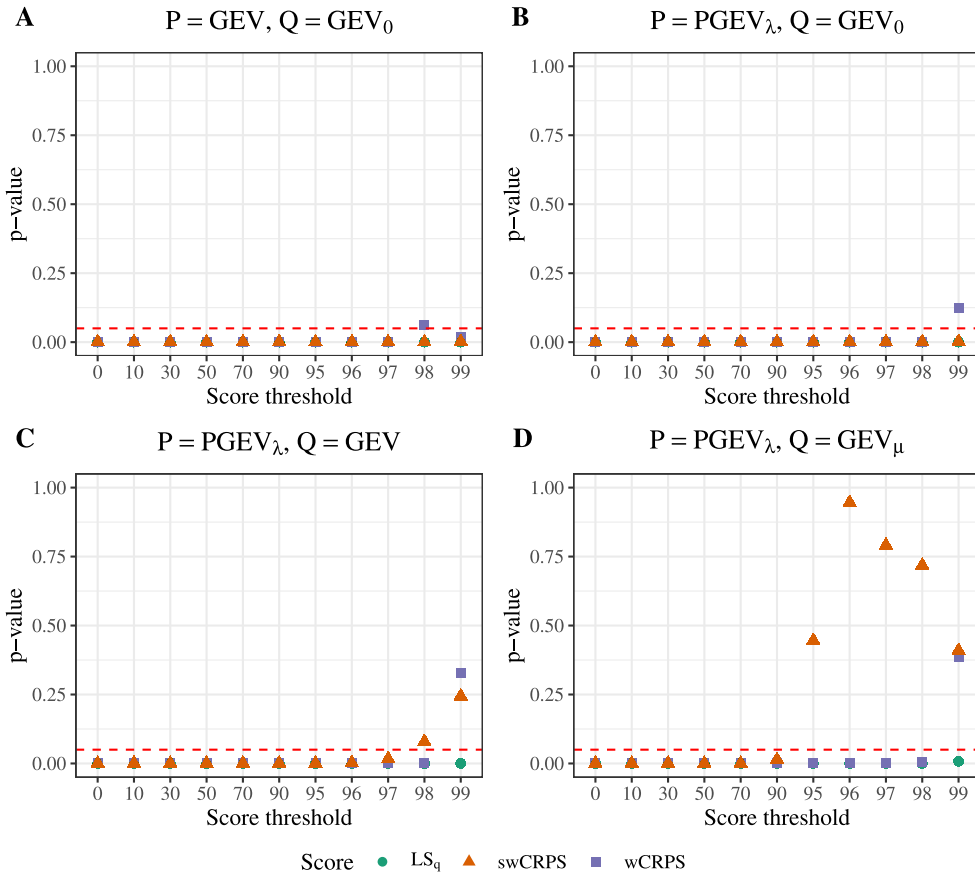 A
P = GEV, Q = GEV₀
1.00
0.75
0.50
0.25
0.00
p−value
0 10 30 50 70 90 95 96 97 98 99
Score threshold
B
P = PGEVλ, Q = GEV₀
1.00
0.75
0.50
0.25
0.00
p−value
0 10 30 50 70 90 95 96 97 98 99
Score threshold
C
P = PGEVλ, Q = GEV
1.00
0.75
0.50
0.25
0.00
p−value
0 10 30 50 70 90 95 96 97 98 99
Score threshold
D
P = PGEVλ, Q = GEVμ
1.00
0.75
0.50
0.25
0.00
p−value
0 10 30 50 70 90 95 96 97 98 99
Score threshold
Score LSq swCRPS wCRPS